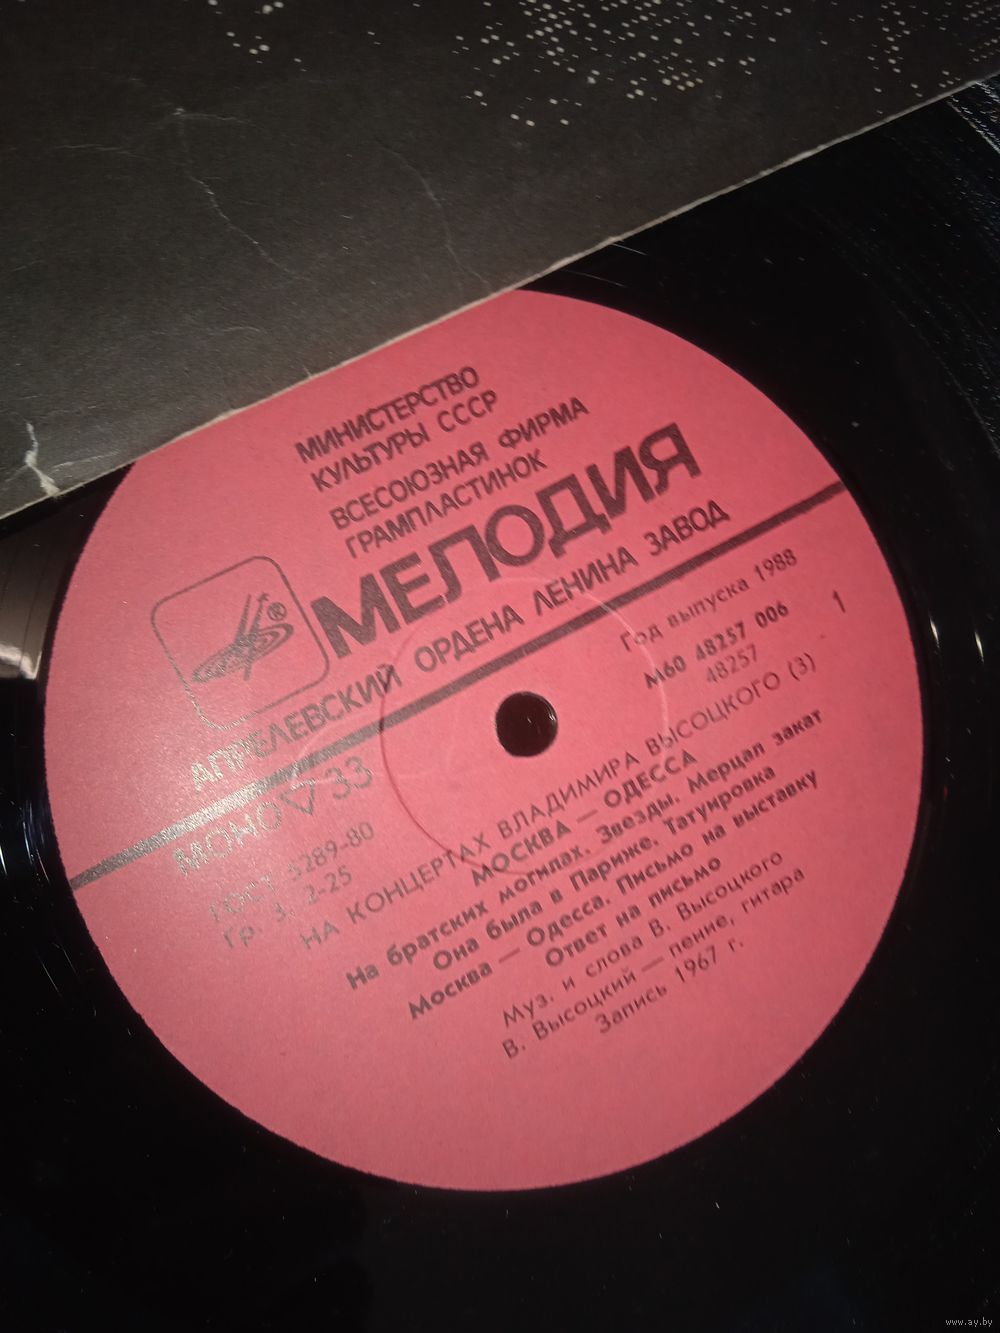 МИНИСТЕРСТВО
КУЛЬТУРЫ СССР
ВСЕСОЮЗНАЯ ФИРМА
ГРАМПЛАСТИНОК
®
МЕЛОДИЯ
АПРЕЛЕВСКИЙ ОРДЕНА ЛЕНИНА ЗАВОД
МОНО 33
Год выпуска 1988
М60 48257 006
1
48257
ГОСТ 5289-80
Гр. 3. 2-25
НА КОНЦЕРТАХ ВЛАДИМИРА ВЫСОЦКОГО (3)
МОСКВА — ОДЕССА
На братских могилах. Звезды. Мерцал закат
Она была в Париже. Татуировка
Москва — Одесса. Письмо на выставку
Ответ на письмо
Муз. и слова В. Высоцкого
В. Высоцкий — пение, гитара
Запись 1967 г.
www.ay.by